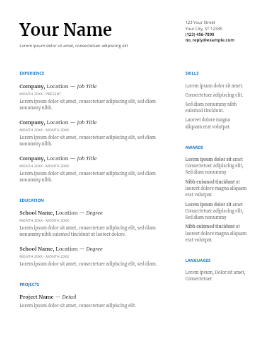 Your Name
Lorem ipsum dolor sit amet, consectetuer adipiscing elit
123 Your Street
Your City, ST 12345
(123) 456-7890
no_reply@example.com
EXPERIENCE
Company, Location — Job Title
MONTH 20XX - PRESENT
Lorem ipsum dolor sit amet, consectetuer adipiscing elit, sed diam
nonummy nibh.
Company, Location — Job Title
MONTH 20XX - MONTH 20XX
Lorem ipsum dolor sit amet, consectetuer adipiscing elit, sed diam
nonummy nibh.
Company, Location — Job Title
MONTH 20XX - MONTH 20XX
Lorem ipsum dolor sit amet, consectetuer adipiscing elit, sed diam
nonummy nibh.
EDUCATION
School Name, Location — Degree
MONTH 20XX - MONTH 20XX
Lorem ipsum dolor sit amet, consectetuer adipiscing elit, sed diam
nonummy nibh euismod tincidunt ut laoreet dolore.
School Name, Location — Degree
MONTH 20XX - MONTH 20XX
Lorem ipsum dolor sit amet, consectetuer adipiscing elit, sed diam.
PROJECTS
Project Name — Detail
Lorem ipsum dolor sit amet, consectetuer adipiscing elit.
SKILLS
Lorem ipsum dolor sit amet.
Consectetuer adipiscing elit.
Sed diam nonummy nibh euismod
tincidunt.
Laoreet dolore magna
aliquam erat volutpat.
AWARDS
Lorem ipsum dolor sit amet
Consectetuer adipiscing elit,
Sed diam nonummy
Nibh euismod tincidunt ut
laoreet dolore magna aliquam
erat volutpat.
Lorem ipsum dolor sit amet
Consectetuer adipiscing elit,
Sed diam nonummy
Nibh euismod tincidunt ut
laoreet dolore magna aliquam
erat volutpat.
LANGUAGES
Lorem ipsum, Dolor sit amet,
Consectetuer